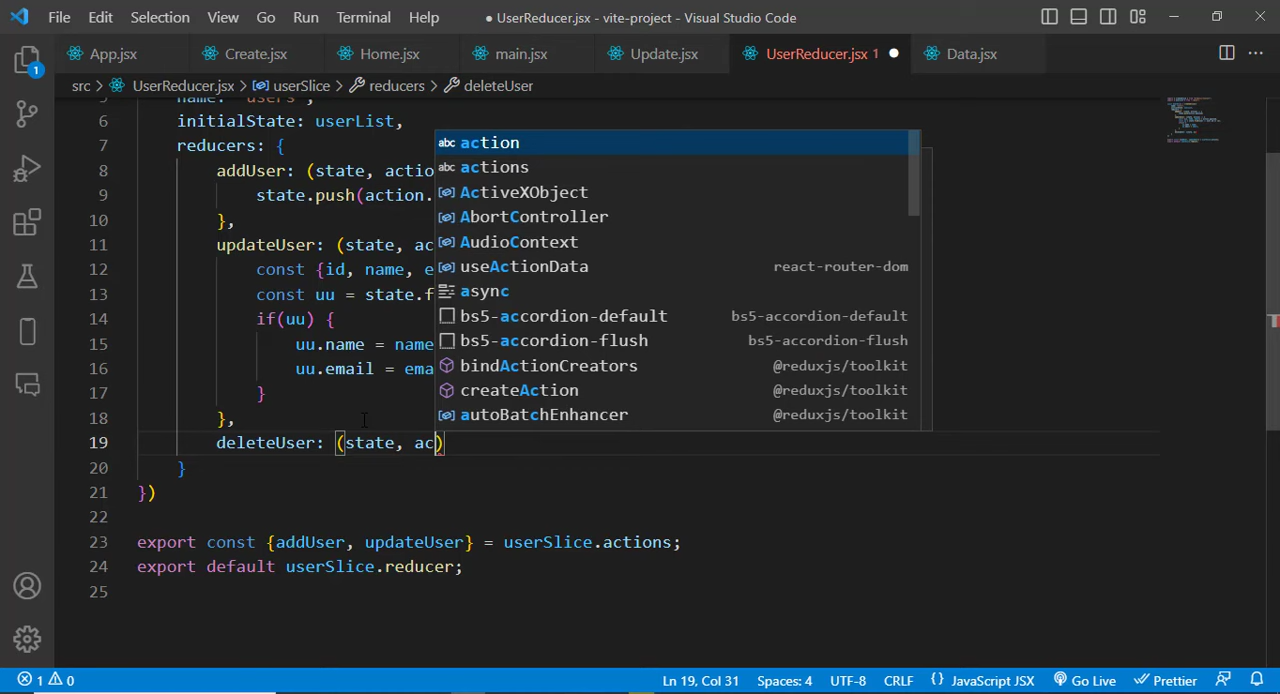 File Edit Selection View Go Run Terminal Help ● UserReducer.jsx - vite-project - Visual Studio Code
App.jsx Create.jsx Home.jsx main.jsx Update.jsx UserReducer.jsx 1 ● Data.jsx ···
1
src > UserReducer.jsx > userSlice > reducers > deleteUser
5 name: "users",
6 initialState: userList,
7 reducers: {
8 addUser: (state, actio
9 state.push(action.
10 },
11 updateUser: (state, ac
12 const {id, name, e
13 const uu = state.f
14 if(uu) {
15 uu.name = name
16 uu.email = ema
17 }
18 },
19 deleteUser: (state, ac)
20 }
21 })
22
23 export const {addUser, updateUser} = userSlice.actions;
24 export default userSlice.reducer;
25
abc action
abc actions
ActiveXObject
AbortController
AudioContext
useActionData react-router-dom
async
bs5-accordion-default bs5-accordion-default
bs5-accordion-flush bs5-accordion-flush
bindActionCreators @reduxjs/toolkit
createAction @reduxjs/toolkit
autoBatchEnhancer @reduxjs/toolkit
1 0 Ln 19, Col 31 Spaces: 4 UTF-8 CRLF {} JavaScript JSX Go Live Prettier